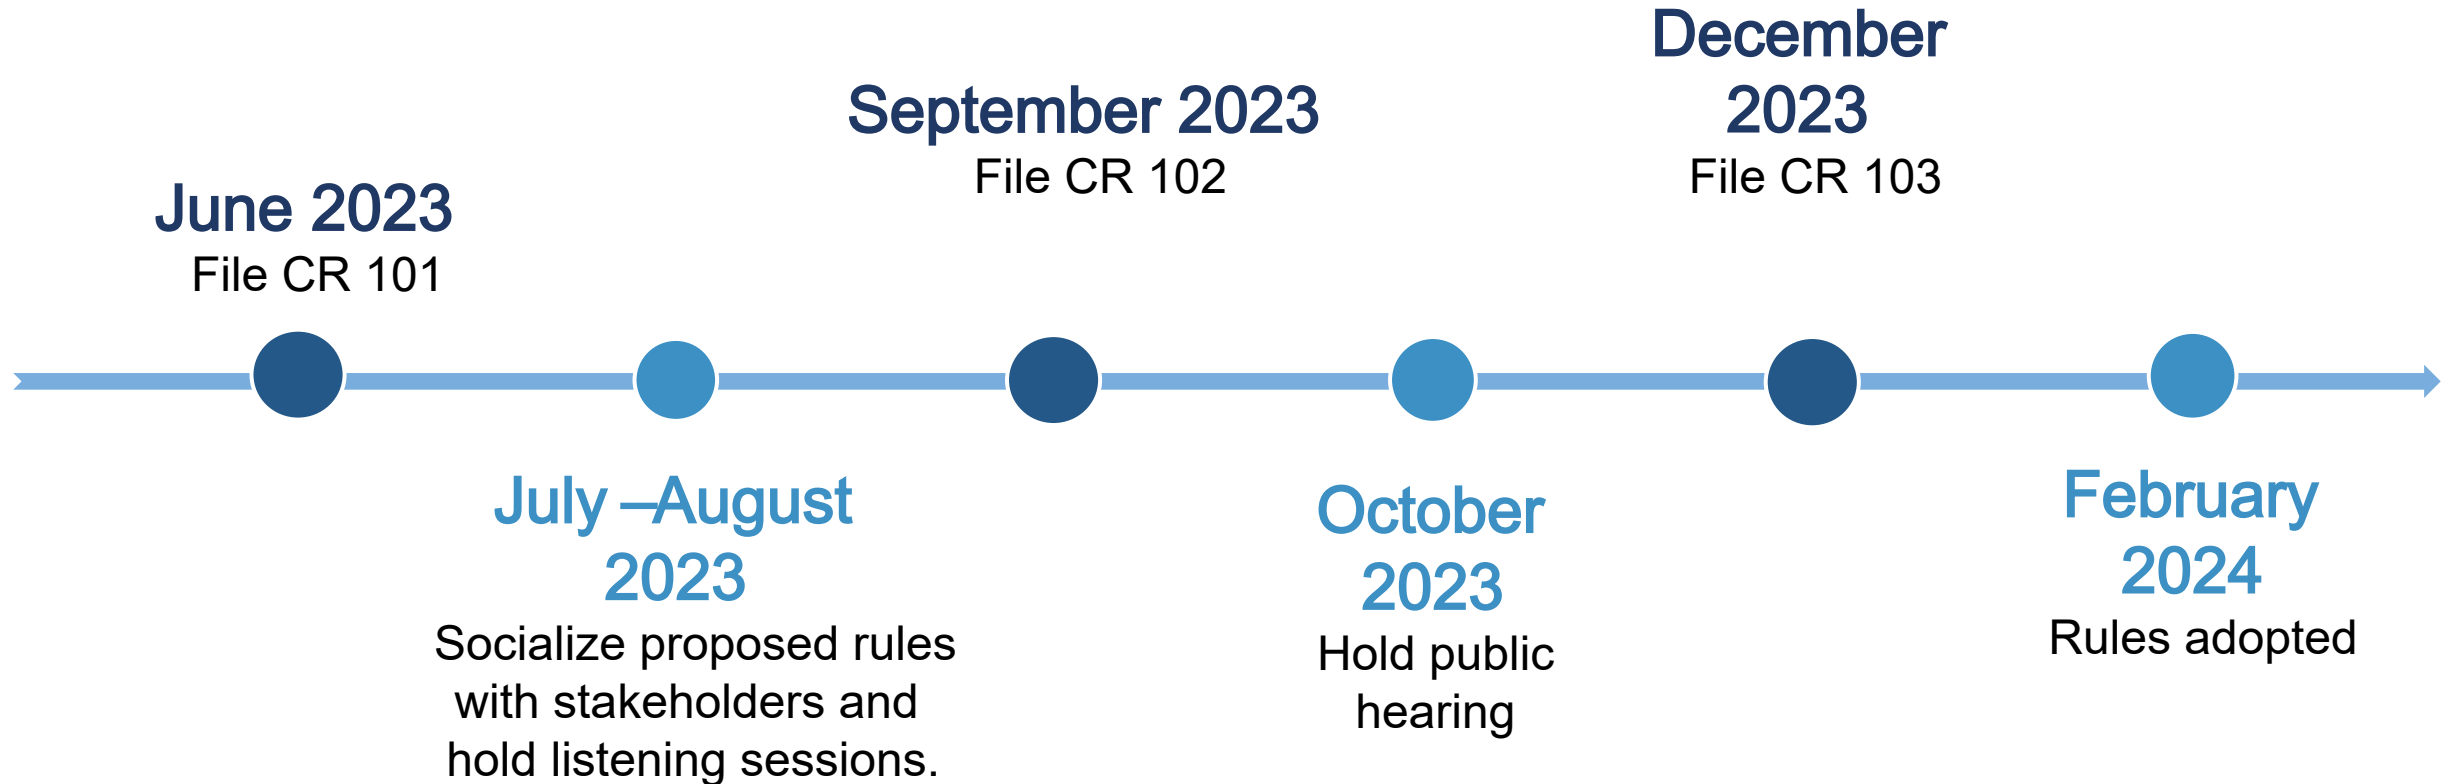 June 2023
File CR 101
July –August
2023
Socialize proposed rules
with stakeholders and
hold listening sessions.
September 2023
File CR 102
October
2023
Hold public
hearing
December
2023
File CR 103
February
2024
Rules adopted